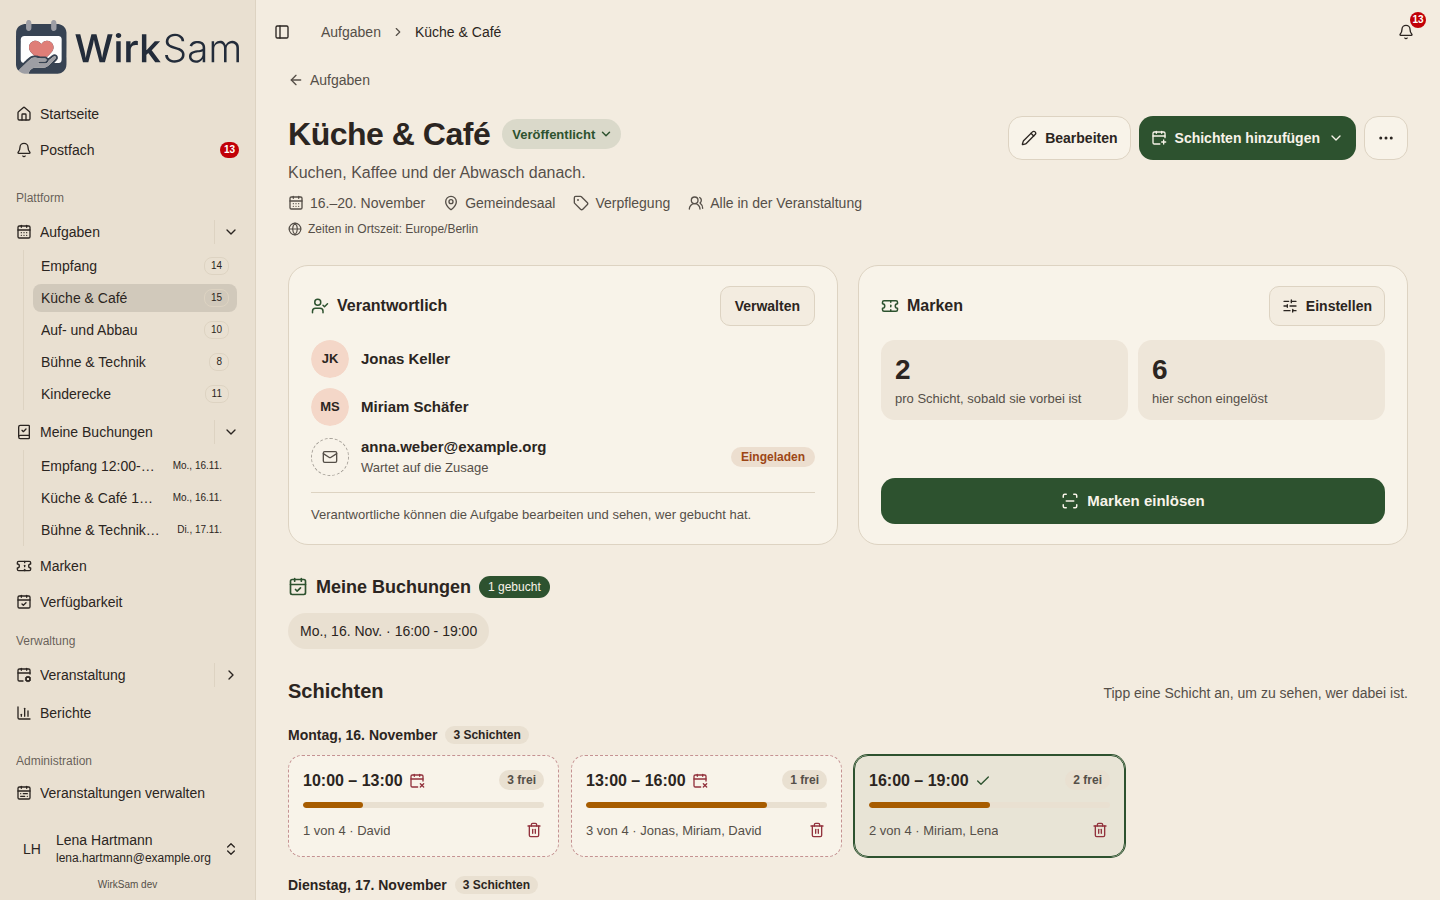 WirkSam
Startseite
Postfach 13
Plattform
Aufgaben
Empfang 14
Küche & Café 15
Auf- und Abbau 10
Bühne & Technik 8
Kinderecke 11
Meine Buchungen
Empfang 12:00-... Mo., 16.11.
Küche & Café 1... Mo., 16.11.
Bühne & Technik... Di., 17.11.
Marken
Verfügbarkeit
Verwaltung
Veranstaltung
Berichte
Administration
Veranstaltungen verwalten
LH Lena Hartmann
lena.hartmann@example.org
WirkSam dev
Aufgaben > Küche & Café
13
Aufgaben
Küche & Café Veröffentlicht
Bearbeiten Schichten hinzufügen
Kuchen, Kaffee und der Abwasch danach.
16.–20. November Gemeindesaal Verpflegung Alle in der Veranstaltung
Zeiten in Ortszeit: Europe/Berlin
Verantwortlich Verwalten
JK Jonas Keller
MS Miriam Schäfer
anna.weber@example.org
Wartet auf die Zusage
Eingeladen
Verantwortliche können die Aufgabe bearbeiten und sehen, wer gebucht hat.
Marken Einstellen
2
pro Schicht, sobald sie vorbei ist
6
hier schon eingelöst
Marken einlösen
Meine Buchungen 1 gebucht
Mo., 16. Nov. · 16:00 - 19:00
Schichten
Tipp eine Schicht an, um zu sehen, wer dabei ist.
Montag, 16. November 3 Schichten
10:00 – 13:00 3 frei
1 von 4 · David
13:00 – 16:00 1 frei
3 von 4 · Jonas, Miriam, David
16:00 – 19:00 2 frei
2 von 4 · Miriam, Lena
Dienstag, 17. November 3 Schichten